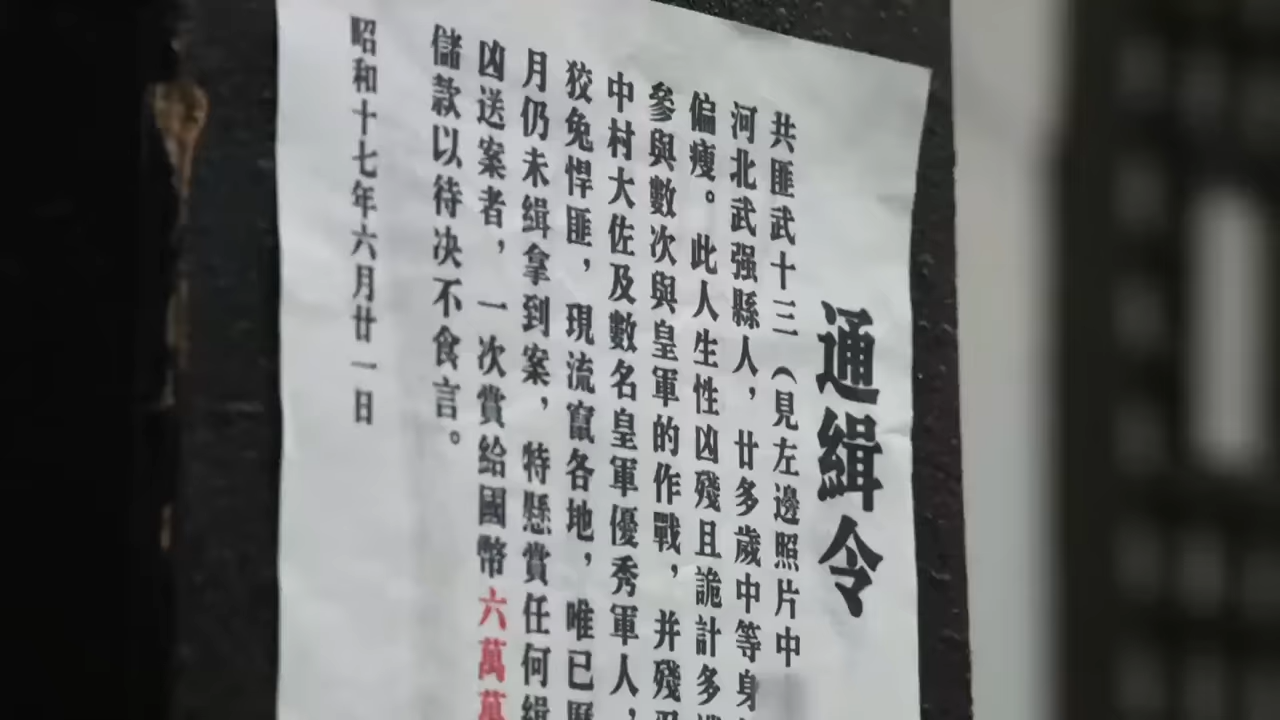 通緝令
共匪武十三（見左邊照片中
河北武强縣人，廿多歲中等身
偏瘦。此人生性凶殘且詭計多
參與數次與皇軍的作戰，并殘
中村大佐及數名皇軍優秀軍人，
狡兔悍匪，現流竄各地，唯已歷
月仍未緝拿到案，特懸賞任何緝
凶送案者，一次賞給國幣六萬
儲款以待决不食言。
昭和十七年六月廿一日